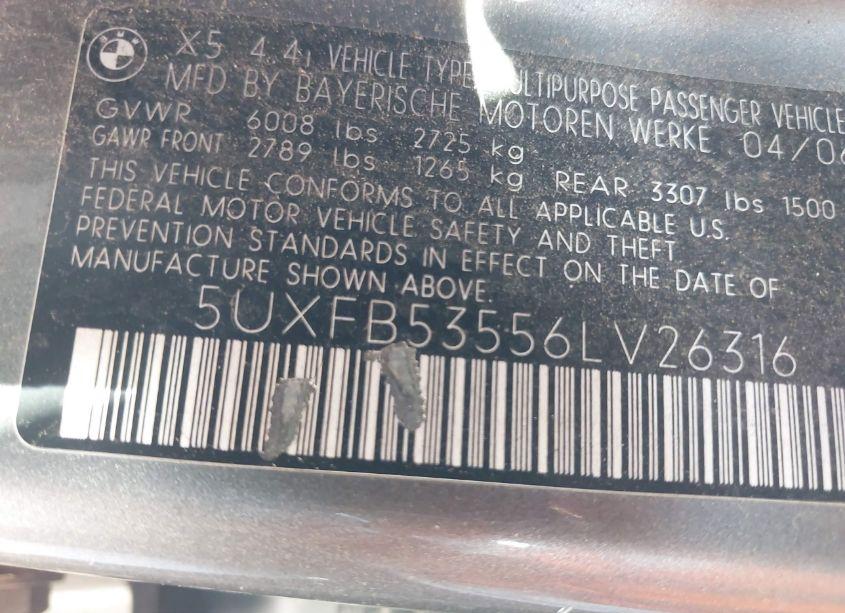 BMW
X5 4.4i VEHICLE TYPE MULTIPURPOSE PASSENGER VEHICLE
MFD BY BAYERISCHE MOTOREN WERKE 04/06
GVWR 6008 lbs 2725 kg
GAWR FRONT 2789 lbs 1265 kg REAR 3307 lbs 1500
THIS VEHICLE CONFORMS TO ALL APPLICABLE U.S.
FEDERAL MOTOR VEHICLE SAFETY AND THEFT
PREVENTION STANDARDS IN EFFECT ON THE DATE OF
MANUFACTURE SHOWN ABOVE.
5UXFB53556LV26316